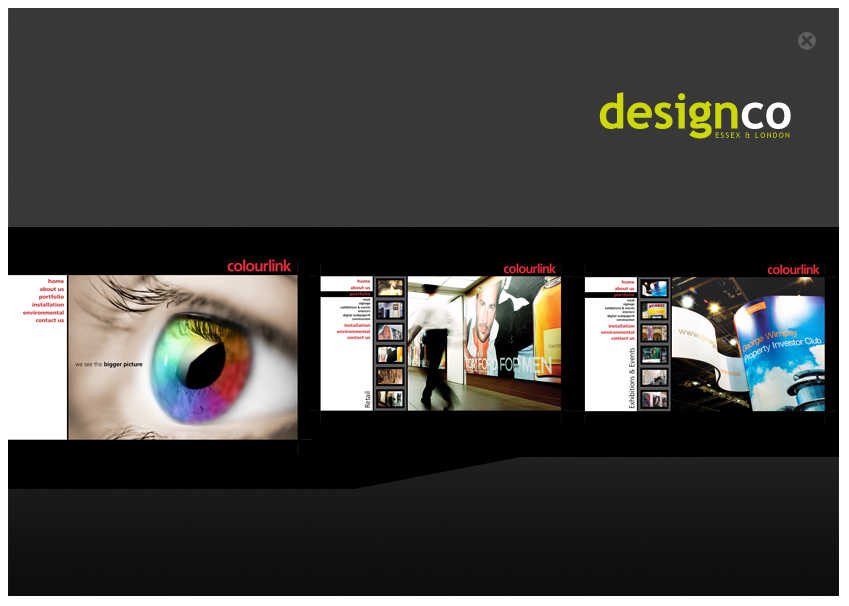 designco
ESSEX & LONDON
colourlink
home
about us
portfolio
installation
environmental
contact us
we see the bigger picture
colourlink
home
about us
portfolio
retail
signage
exhibitions & events
interiors
digital wallpaper®
construction
installation
environmental
contact us
Retail
TOM FORD FOR MEN
colourlink
home
about us
portfolio
retail
signage
exhibitions & events
interiors
digital wallpaper®
construction
installation
environmental
contact us
Exhibitions & Events
George Wimpey
Property Investor Club